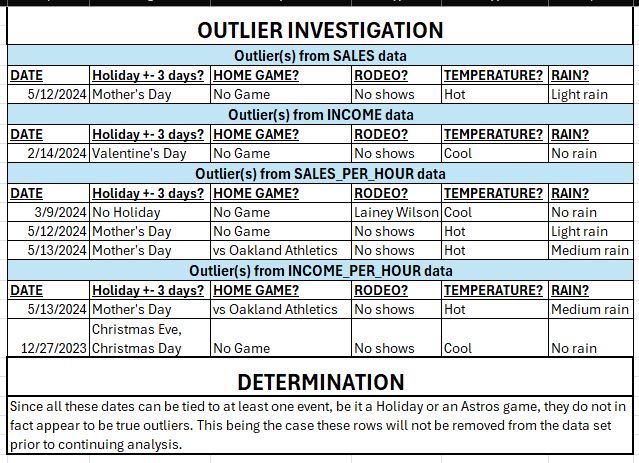 OUTLIER INVESTIGATION
Outlier(s) from SALES data
DATE Holiday +- 3 days? HOME GAME? RODEO? TEMPERATURE? RAIN?
5/12/2024 Mother's Day No Game No shows Hot Light rain
Outlier(s) from INCOME data
DATE Holiday +- 3 days? HOME GAME? RODEO? TEMPERATURE? RAIN?
2/14/2024 Valentine's Day No Game No shows Cool No rain
Outlier(s) from SALES_PER_HOUR data
DATE Holiday +- 3 days? HOME GAME? RODEO? TEMPERATURE? RAIN?
3/9/2024 No Holiday No Game Lainey Wilson Cool No rain
5/12/2024 Mother's Day No Game No shows Hot Light rain
5/13/2024 Mother's Day vs Oakland Athletics No shows Hot Medium rain
Outlier(s) from INCOME_PER_HOUR data
DATE Holiday +- 3 days? HOME GAME? RODEO? TEMPERATURE? RAIN?
5/13/2024 Mother's Day vs Oakland Athletics No shows Hot Medium rain
Christmas Eve,
12/27/2023 Christmas Day No Game No shows Cool No rain
DETERMINATION
Since all these dates can be tied to at least one event, be it a Holiday or an Astros game, they do not in
fact appear to be true outliers. This being the case these rows will not be removed from the data set
prior to continuing analysis.